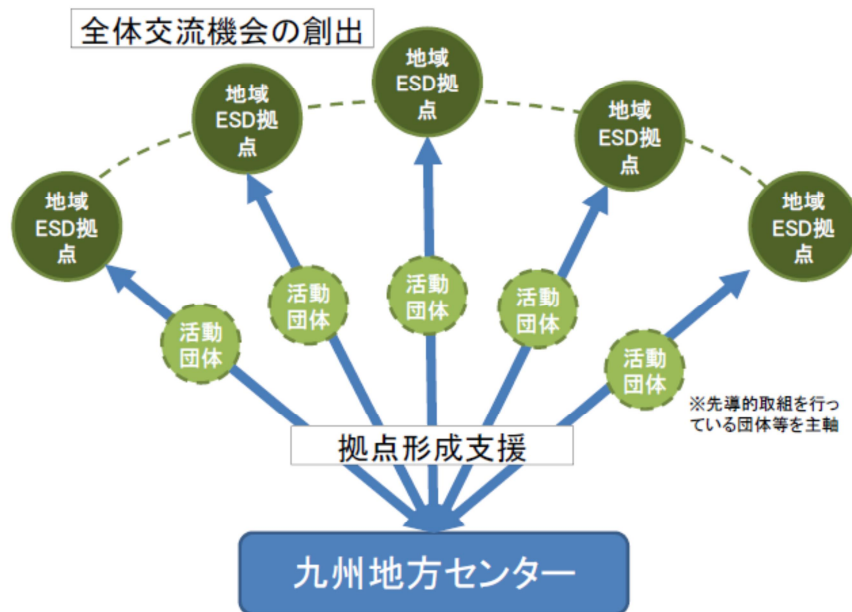 全体交流機会の創出
地域
ESD拠
点
地域
ESD拠
点
地域
ESD拠
点
地域
ESD拠
点
地域
ESD拠
点
活動
団体
活動
団体
活動
団体
活動
団体
活動
団体
※先導的取組を行っ
ている団体等を主軸
拠点形成支援
九州地方センター